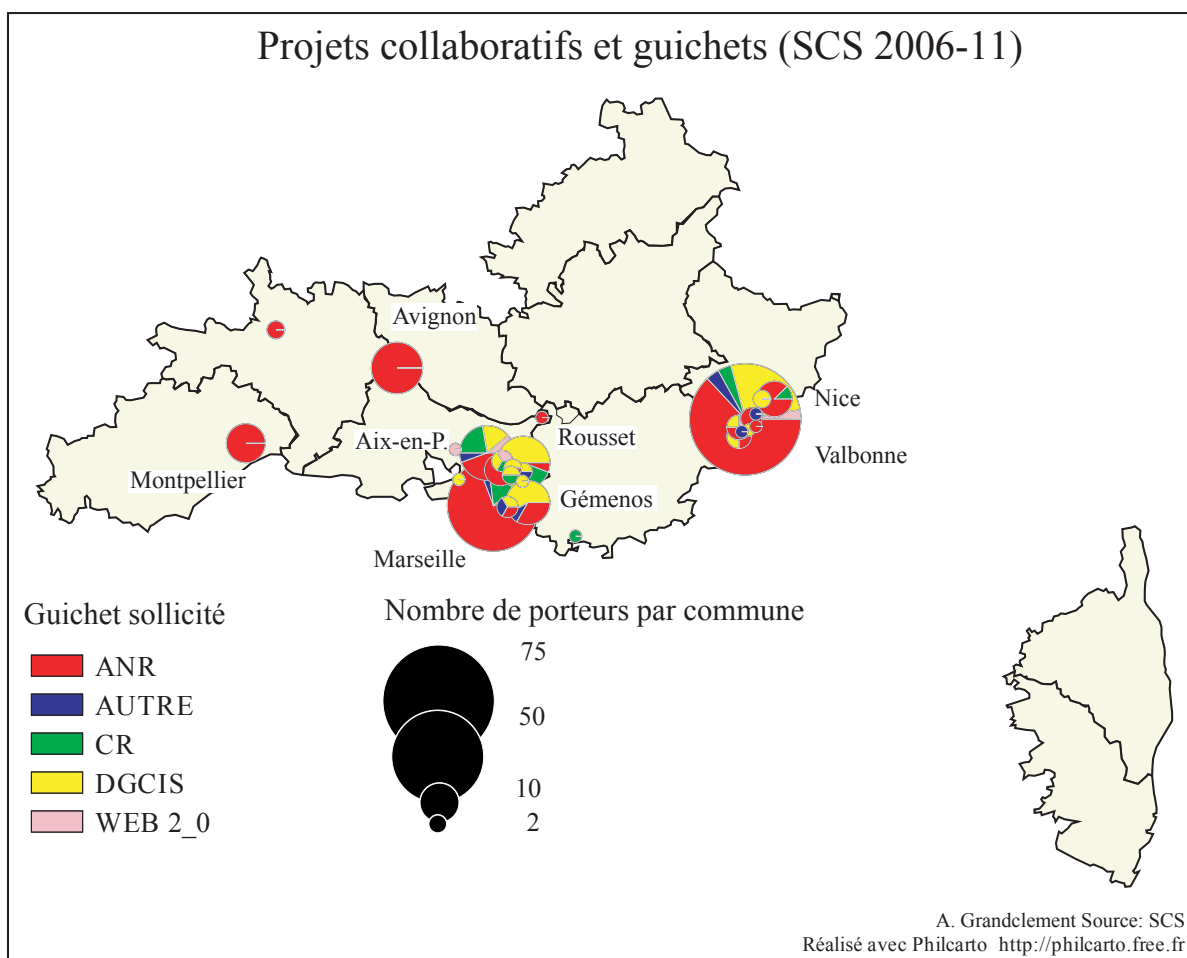 Projets collaboratifs et guichets (SCS 2006-11)
Avignon
Nice
Rousset
Aix-en-P.
Valbonne
Montpellier
Gémenos
Marseille
Guichet sollicité
ANR
AUTRE
CR
DGCIS
WEB 2_0
Nombre de porteurs par commune
75
50
10
2
A. Grandclement Source: SCS
Réalisé avec Philcarto http://philcarto.free.fr